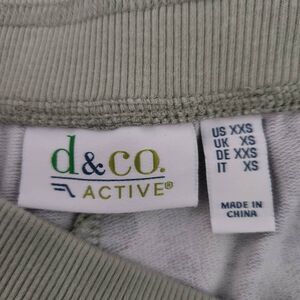 d&co.
ACTIVE®
US XXS
UK XS
DE XXS
IT XS
MADE IN
CHINA